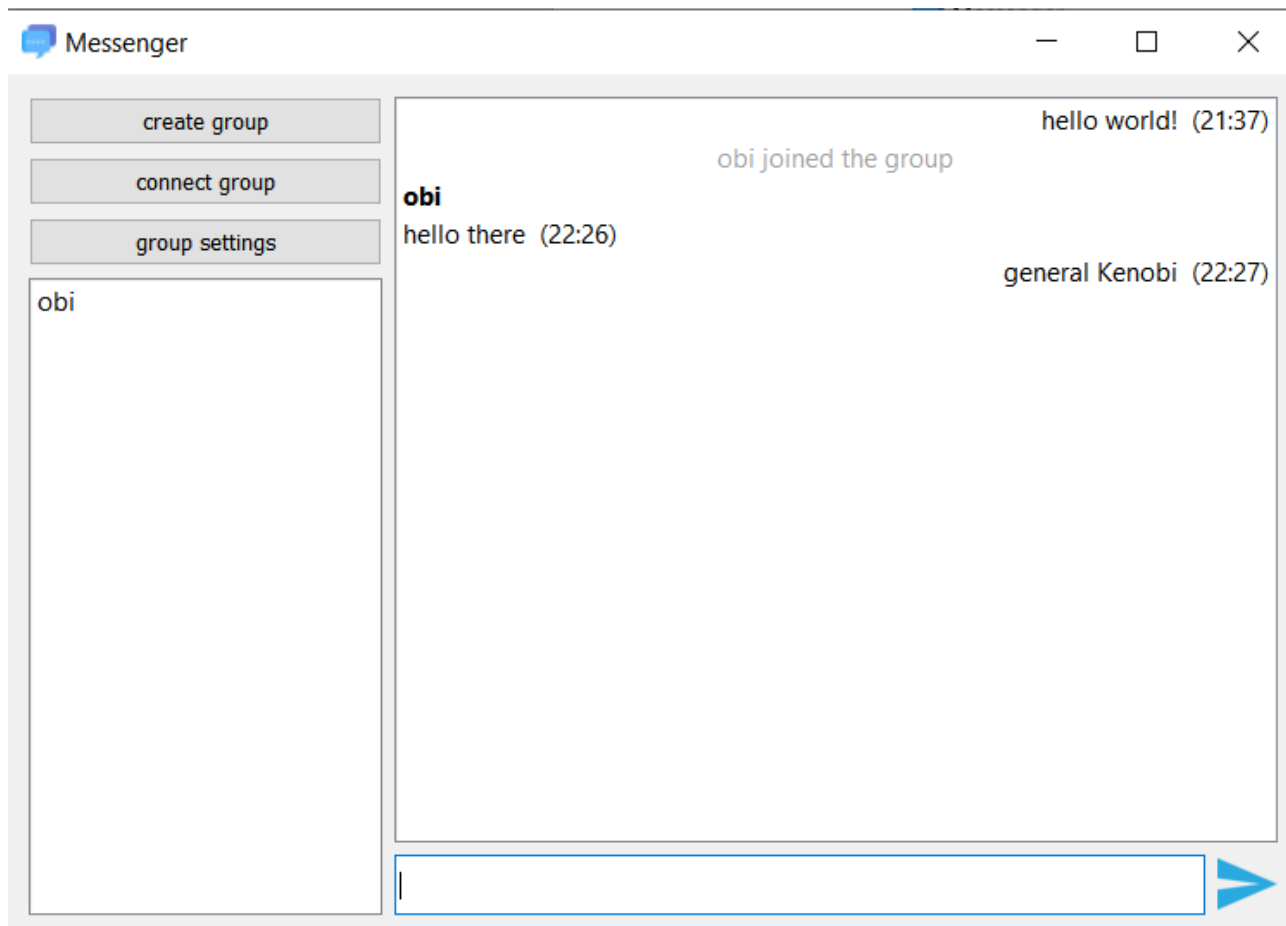 Messenger
create group
connect group
group settings
obi
hello world! (21:37)
obi joined the group
obi
hello there (22:26)
general Kenobi (22:27)